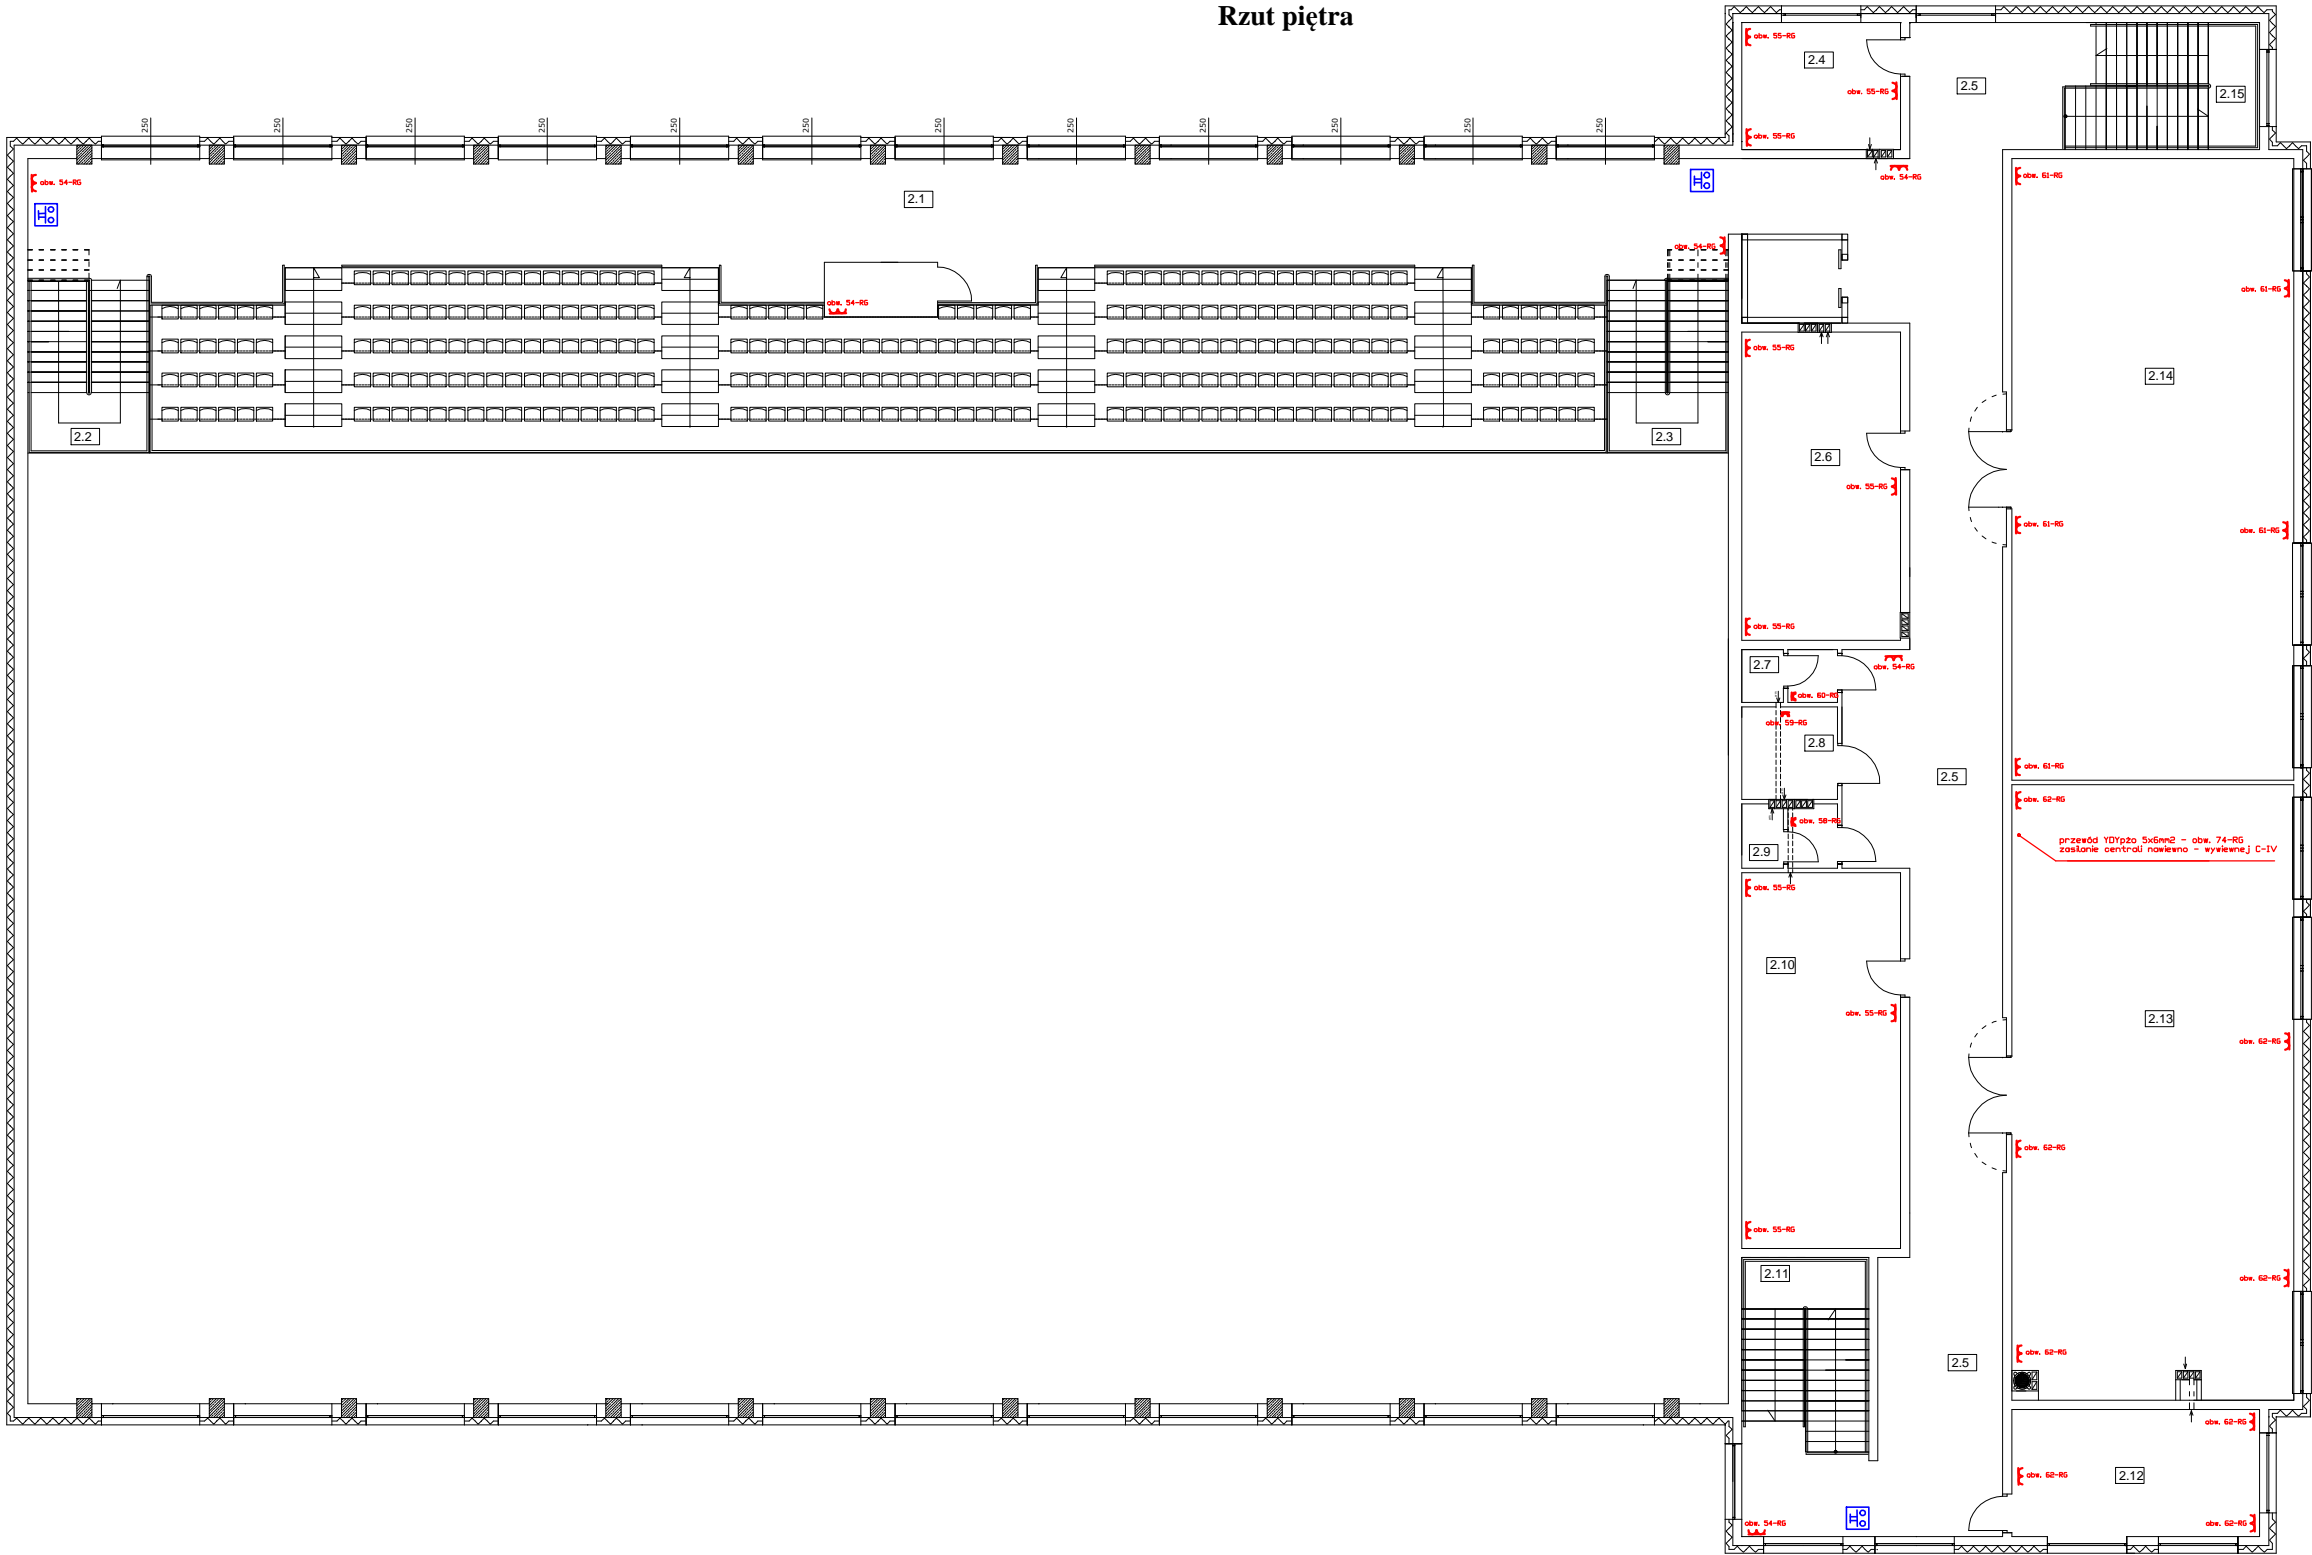 Rzut piętra
obw. 55-RG
2.4
2.5
obw. 55-RG
2.15
obw. 55-RG
250
250
250
250
250
250
250
250
250
250
250
250
obw. 54-RG
2.1
obw. 54-RG
obw. 61-RG
obw. 54-RG
obw. 61-RG
obw. 54-RG
obw. 55-RG
2.14
2.2
2.3
2.6
obw. 55-RG
obw. 61-RG
obw. 61-RG
obw. 55-RG
2.7
obw. 54-RG
obw. 60-RG
obw. 59-RG
2.8
2.5
obw. 61-RG
obw. 62-RG
obw. 58-RG
2.9
przewód YDYpżo 5x6mm2 - obw. 74-RG
zasilanie centrali nawiewno - wywiewnej C-IV
obw. 55-RG
2.10
obw. 55-RG
2.13
obw. 62-RG
obw. 62-RG
obw. 55-RG
2.11
obw. 62-RG
obw. 62-RG
2.5
obw. 62-RG
obw. 62-RG
2.12
obw. 54-RG
obw. 62-RG